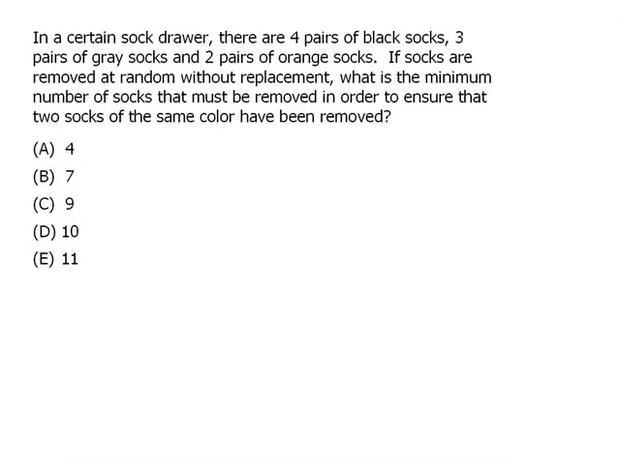 In a certain sock drawer, there are 4 pairs of black socks, 3
pairs of gray socks and 2 pairs of orange socks.  If socks are
removed at random without replacement, what is the minimum
number of socks that must be removed in order to ensure that
two socks of the same color have been removed?
(A) 4
(B) 7
(C) 9
(D) 10
(E) 11